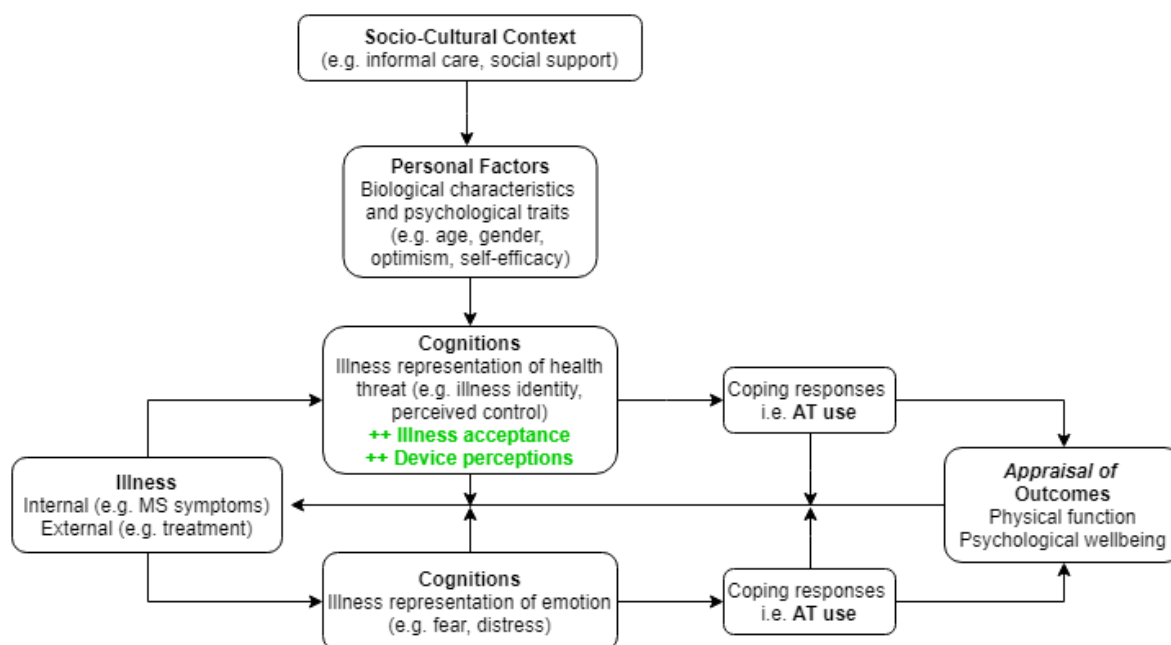 Socio-Cultural Context
(e.g. informal care, social support)
Personal Factors
Biological characteristics
and psychological traits
(e.g. age, gender,
optimism, self-efficacy)
Cognitions
Illness representation of health
threat (e.g. illness identity,
perceived control)
++ Illness acceptance
++ Device perceptions
Coping responses
i.e. AT use
Illness
Internal (e.g. MS symptoms)
External (e.g. treatment)
Appraisal of
Outcomes
Physical function
Psychological wellbeing
Cognitions
Illness representation of emotion
(e.g. fear, distress)
Coping responses
i.e. AT use